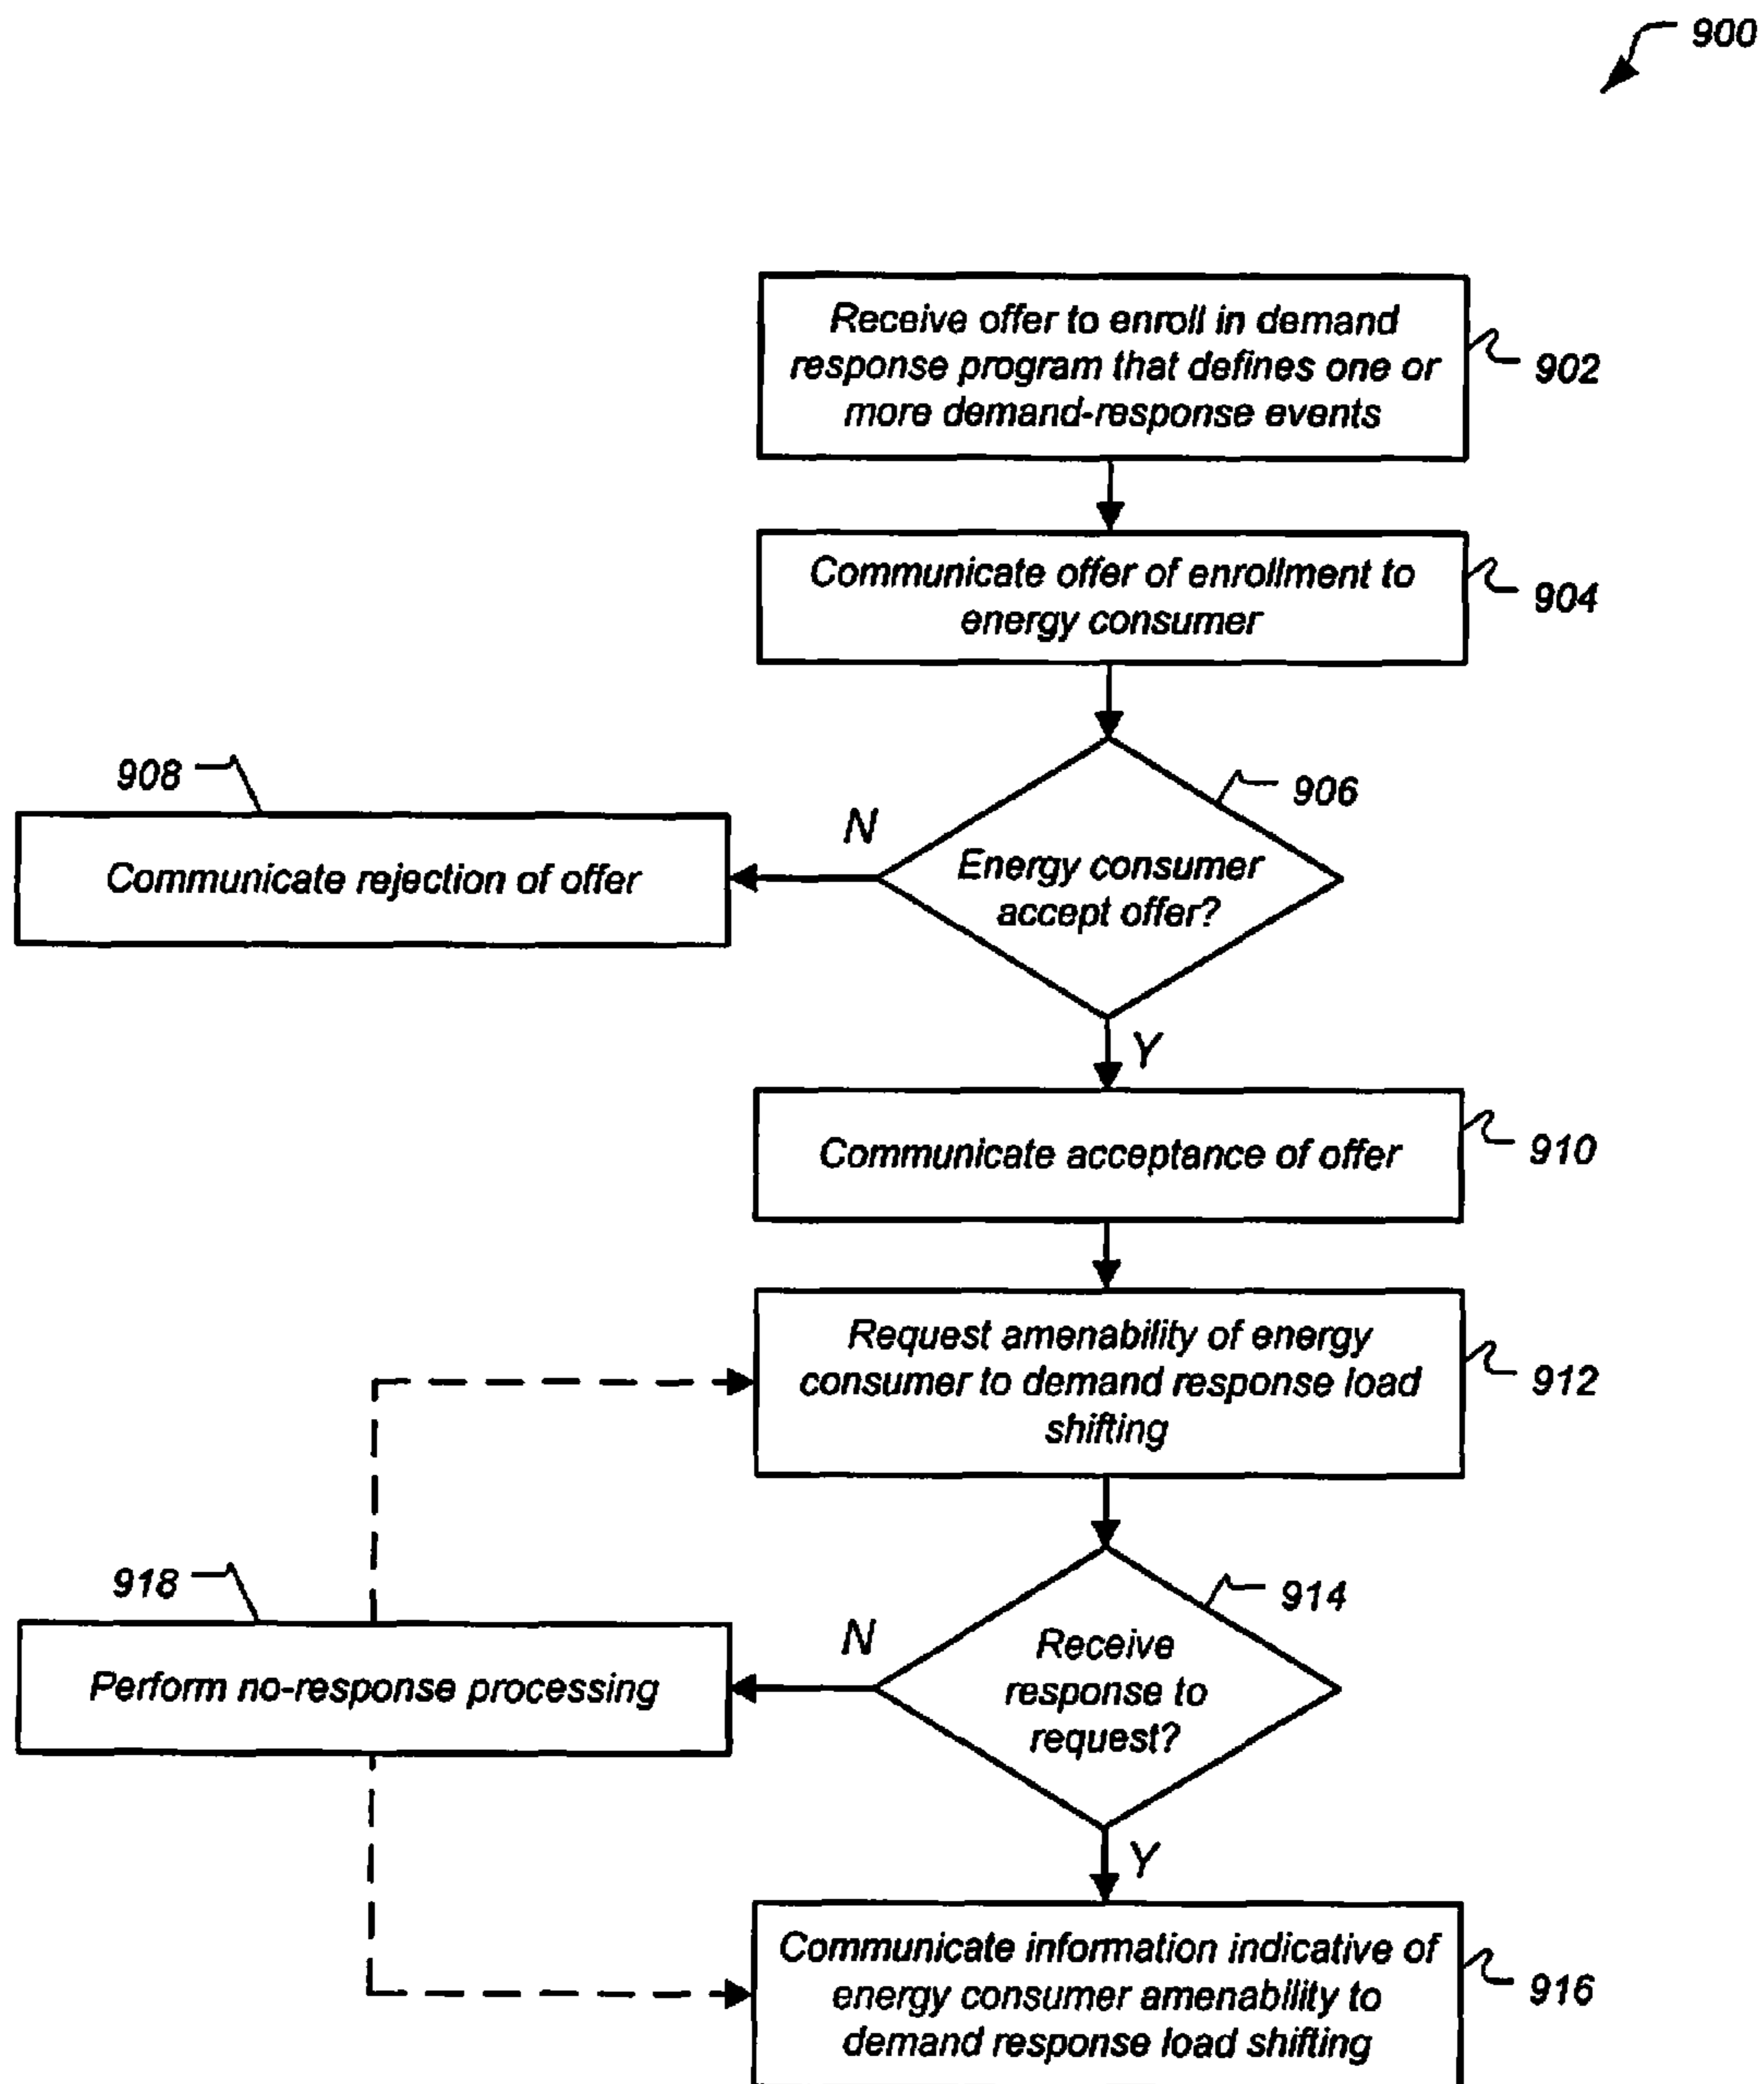 900
Receive offer to enroll in demand
response program that defines one or
more demand-response events
902
Communicate offer of enrollment to
energy consumer
904
906
908
N
Energy consumer
accept offer?
Communicate rejection of offer
Y
Communicate acceptance of offer
910
Request amenability of energy
consumer to demand response load
shifting
912
914
918
N
Receive
response to
request?
Perform no-response processing
Y
Communicate information indicative of
energy consumer amenability to
demand response load shifting
916